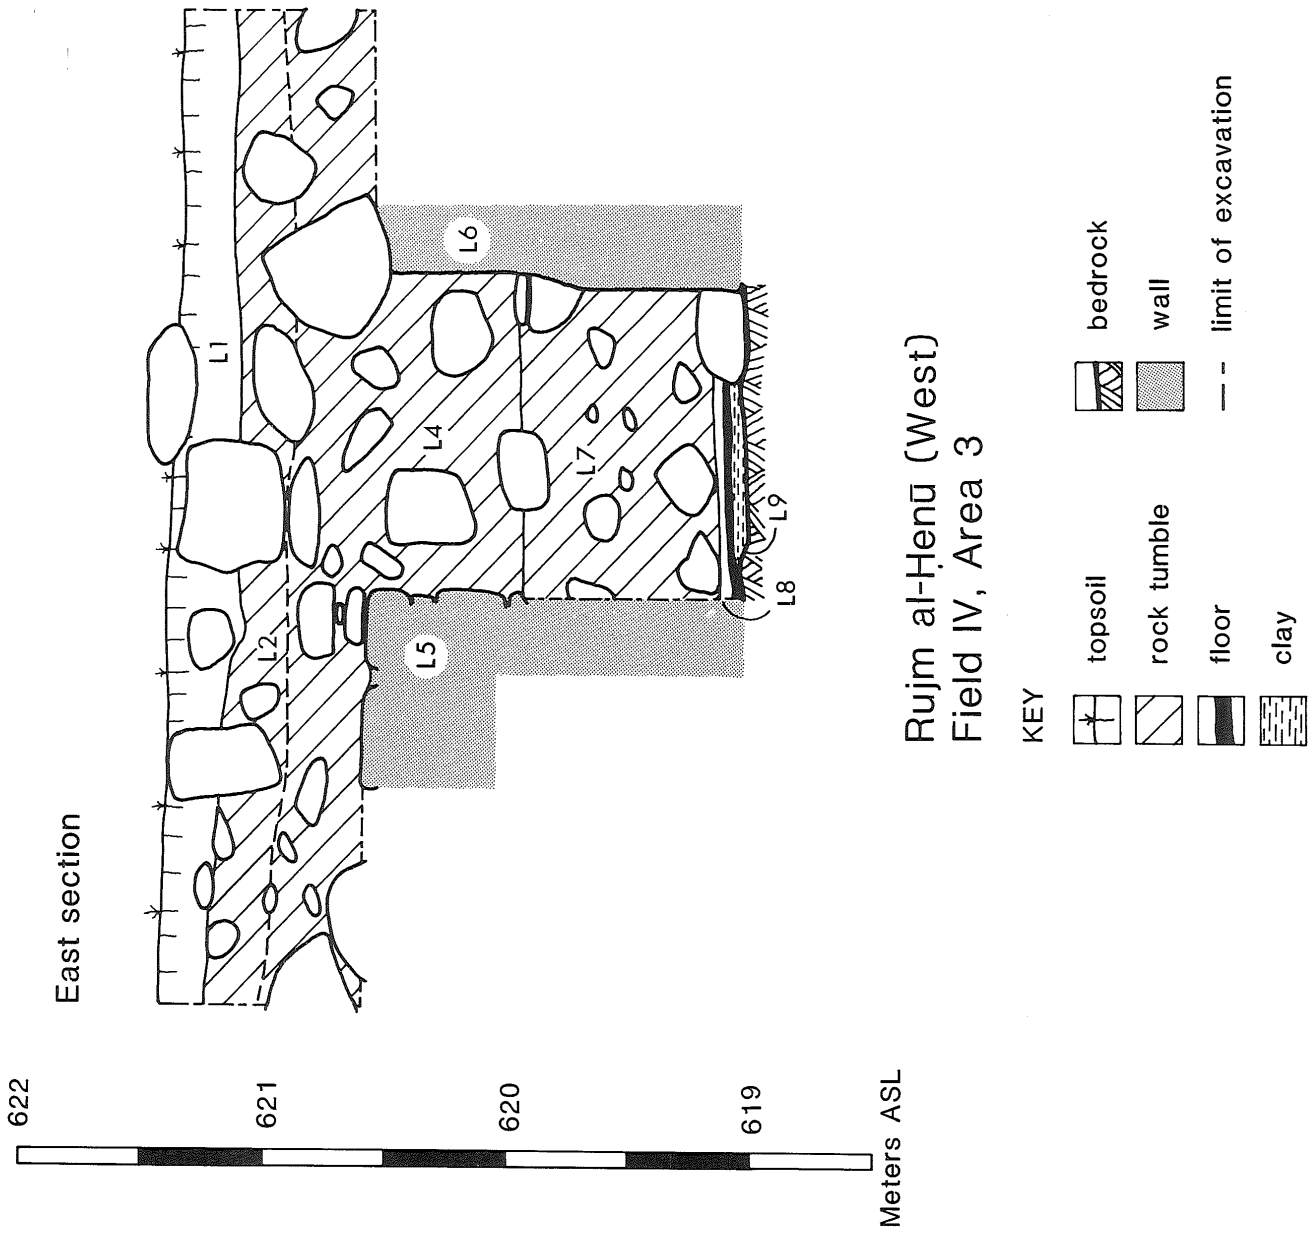 East section
622
621
620
619
Meters ASL
L1
L2
L4
L5
L6
L7
L8
L9
Rujm al-Ḥenū (West)
Field IV, Area 3
KEY
topsoil
rock tumble
floor
clay
bedrock
wall
limit of excavation